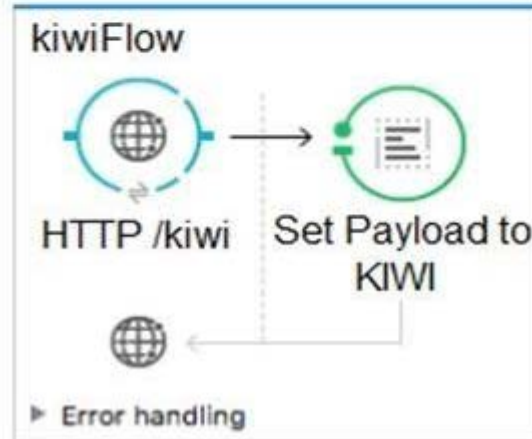 kiwiFlow
HTTP /kiwi
Set Payload to
KIWI
Error handling